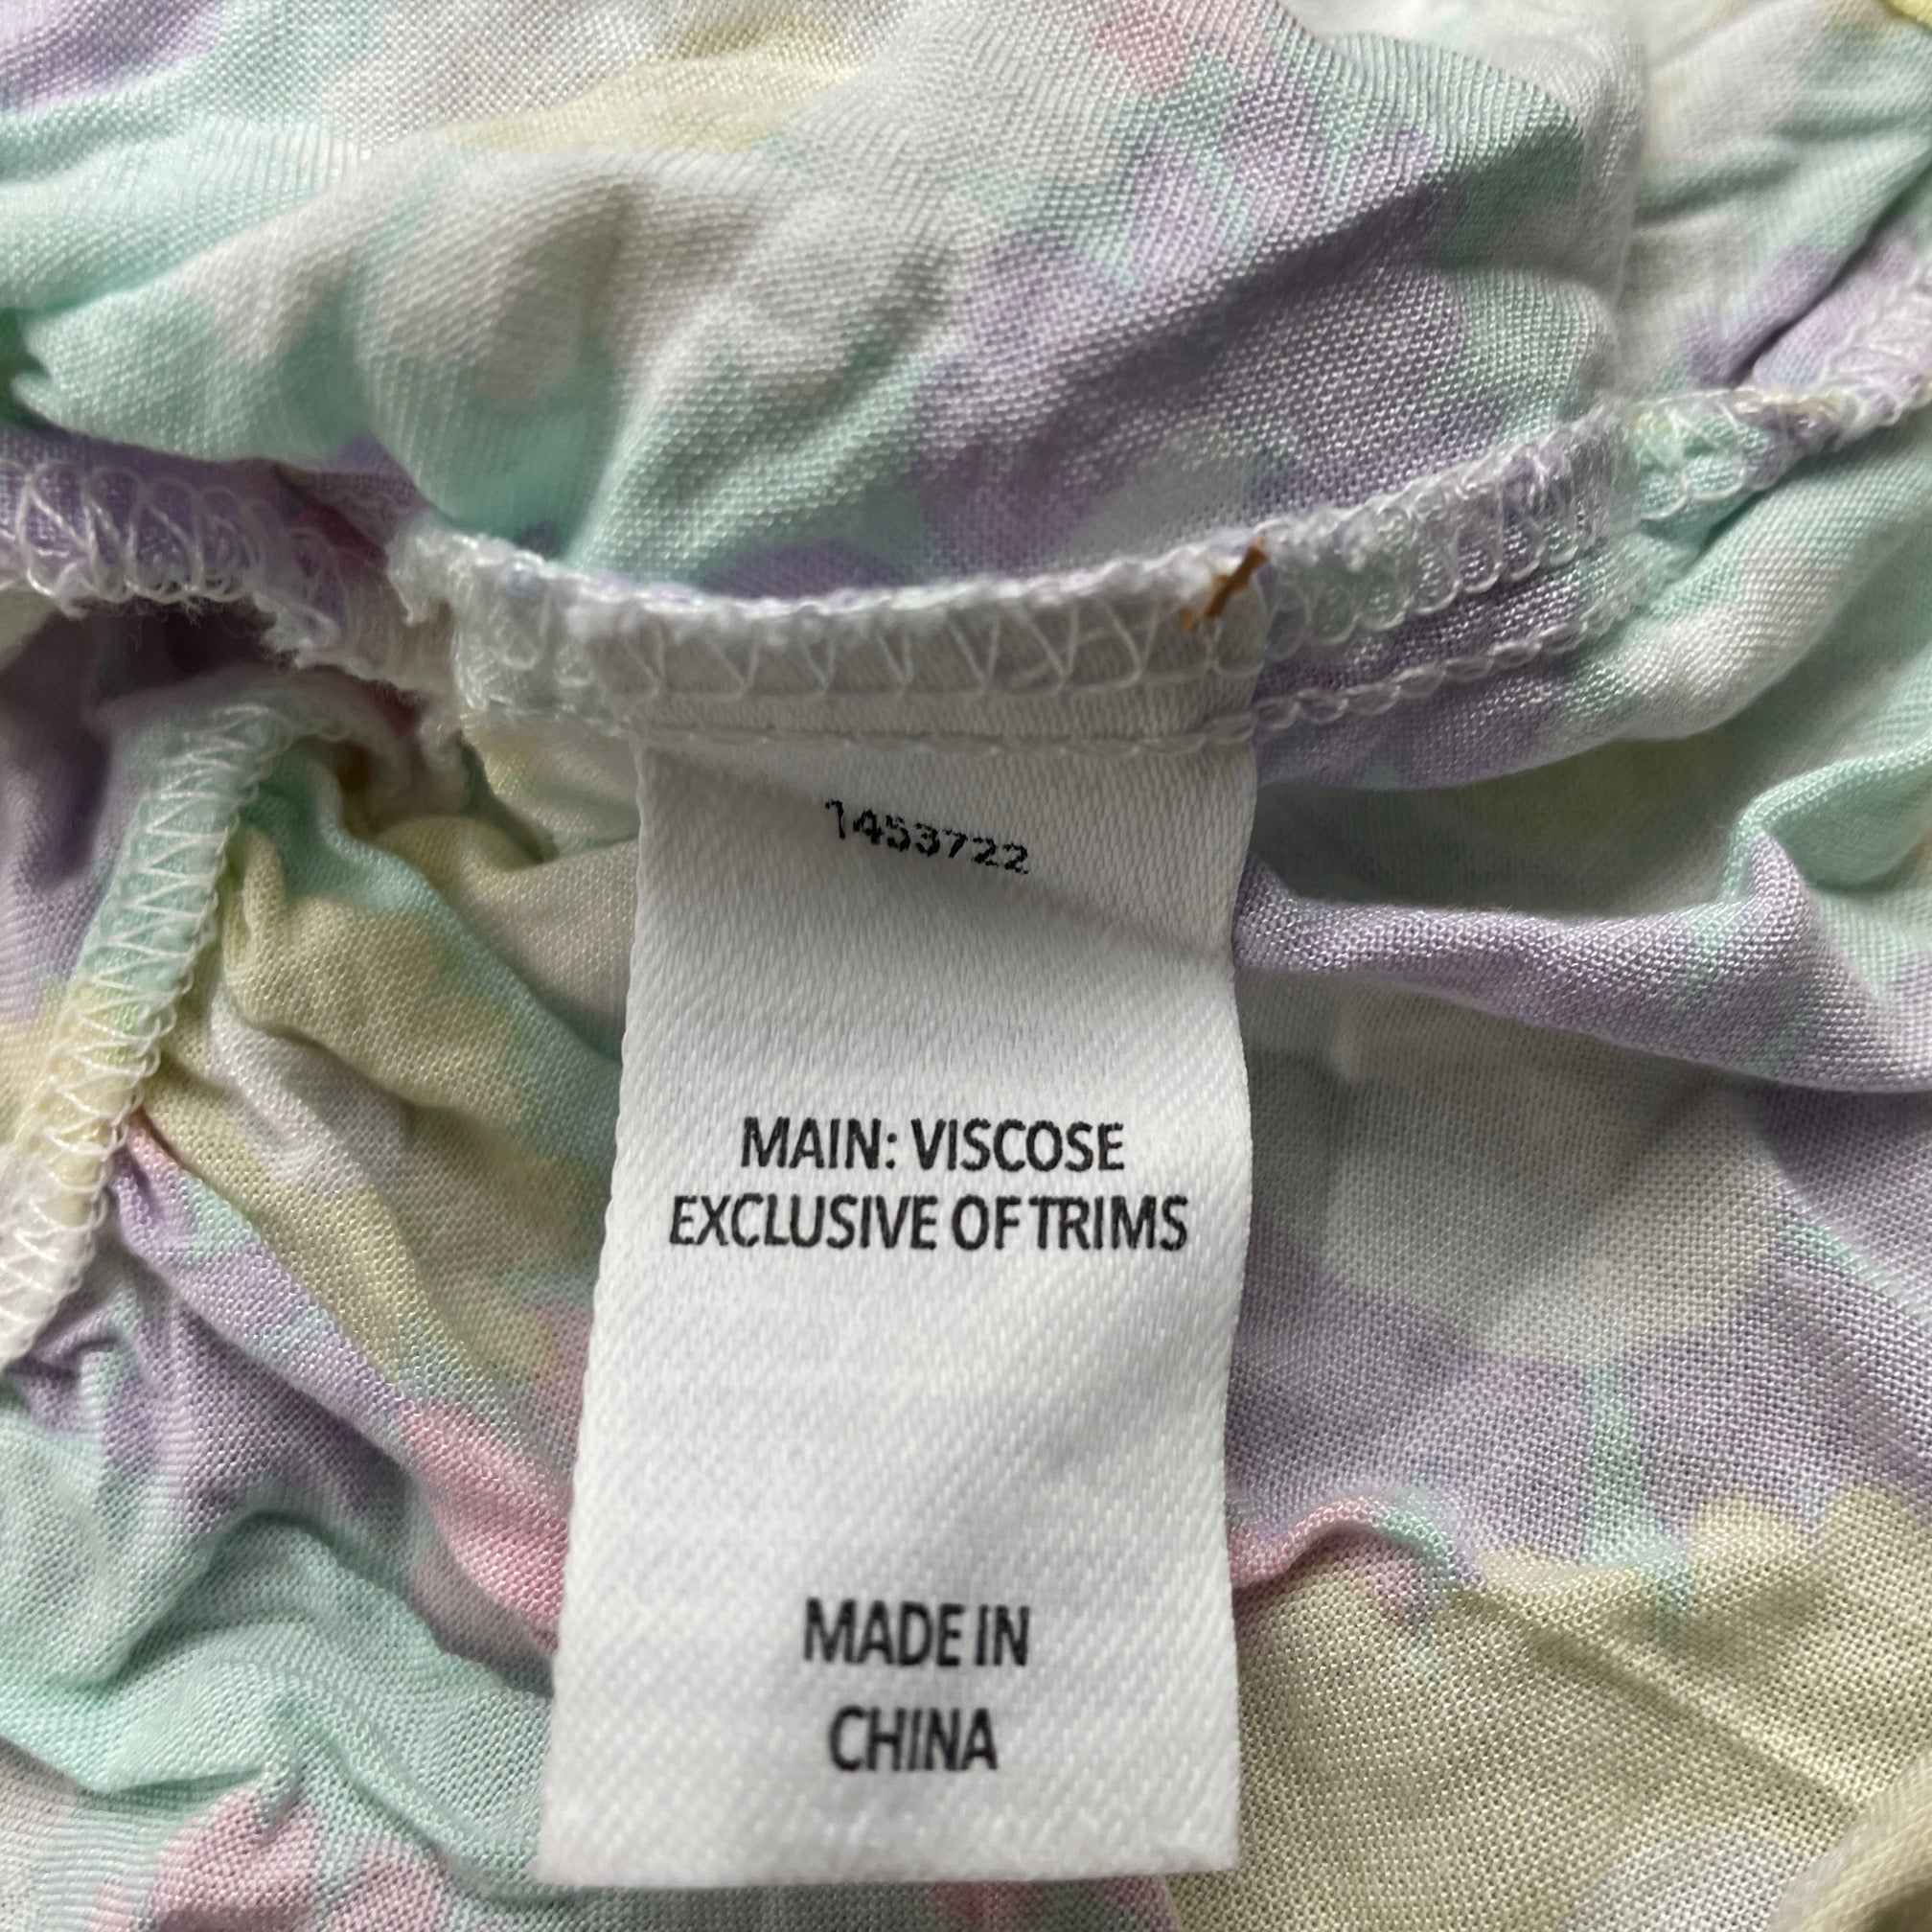 1453722
MAIN: VISCOSE
EXCLUSIVE OF TRIMS
MADE IN
CHINA